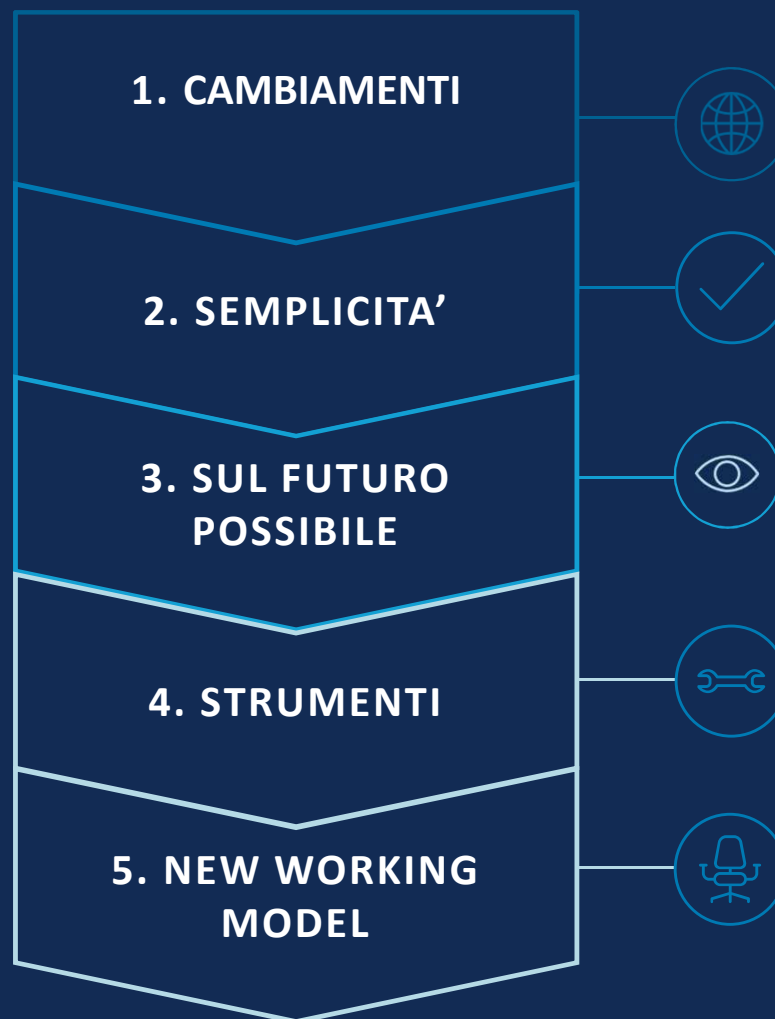 1. CAMBIAMENTI
2. SEMPLICITA’
3. SUL FUTURO
POSSIBILE
4. STRUMENTI
5. NEW WORKING
MODEL